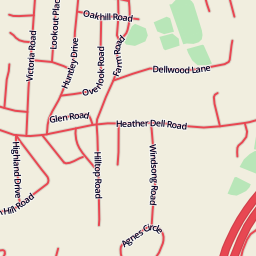 Oakhill Road
Lookout Plac
Victoria Road
Huntley Drive
Farm Road
Overlook Road
Dellwood Lane
Glen Road
Heather Dell Road
Highland Drive
Hilltop Road
Windsong Road
Hill Road
Agnes Circle